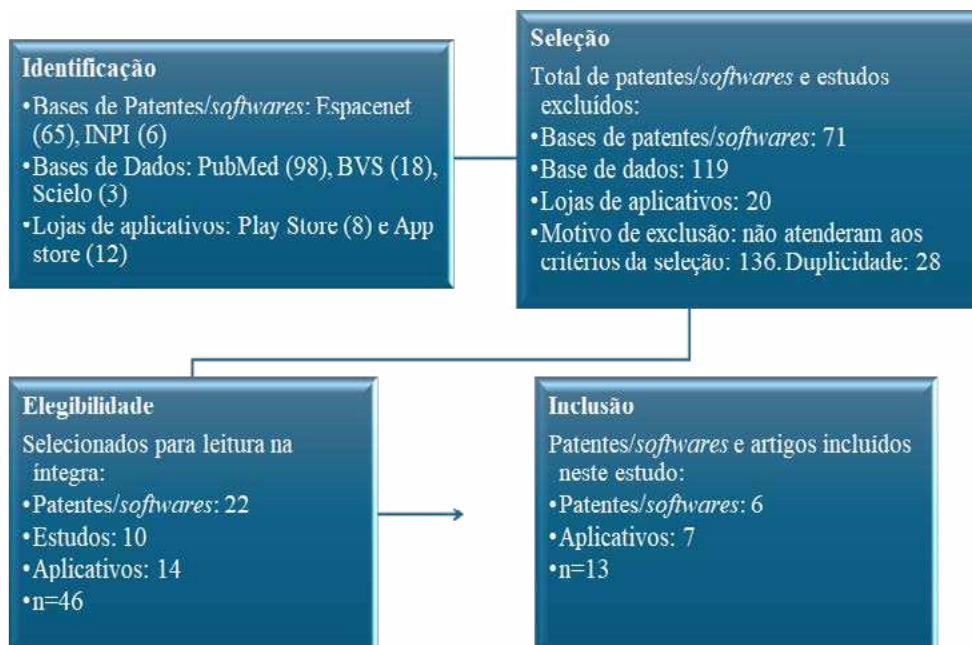 Identificação
•Bases de Patentes/softwares: Espacenet
(65), INPI (6)
•Bases de Dados: PubMed (98), BVS (18),
Scielo (3)
•Lojas de aplicativos: Play Store (8) e App
store (12)
Seleção
Total de patentes/softwares e estudos
excluídos:
•Bases de patentes/softwares: 71
•Base de dados: 119
•Lojas de aplicativos: 20
•Motivo de exclusão: não atenderam aos
critérios da seleção: 136. Duplicidade: 28
Elegibilidade
Selecionados para leitura na
íntegra:
•Patentes/softwares: 22
•Estudos: 10
•Aplicativos: 14
•n=46
Inclusão
Patentes/softwares e artigos incluídos
neste estudo:
•Patentes/softwares: 6
•Aplicativos: 7
•n=13